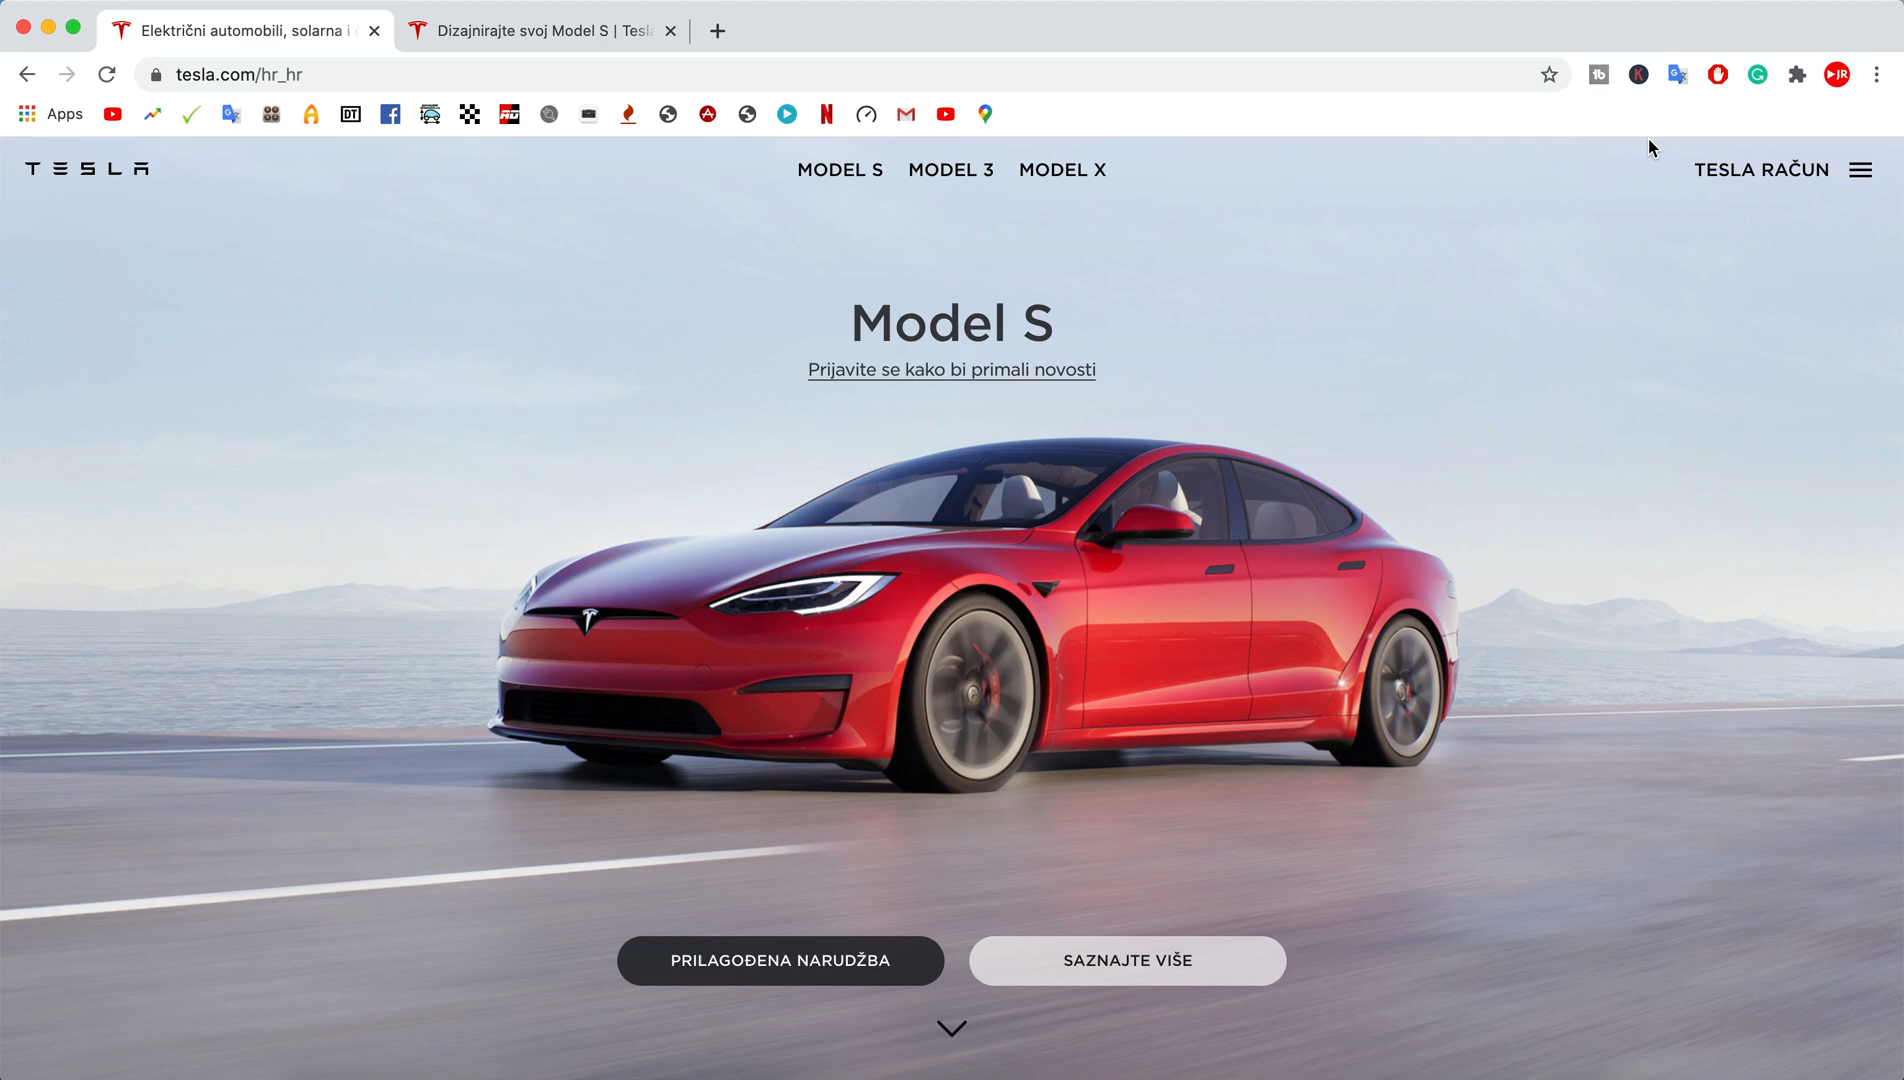 Električni automobili, solarna i
Dizajnirajte svoj Model S | Tesla
tesla.com/hr_hr
Apps
TESLA
MODEL S MODEL 3 MODEL X
TESLA RAČUN
Model S
Prijavite se kako bi primali novosti
PRILAGOĐENA NARUDŽBA
SAZNAJTE VIŠE